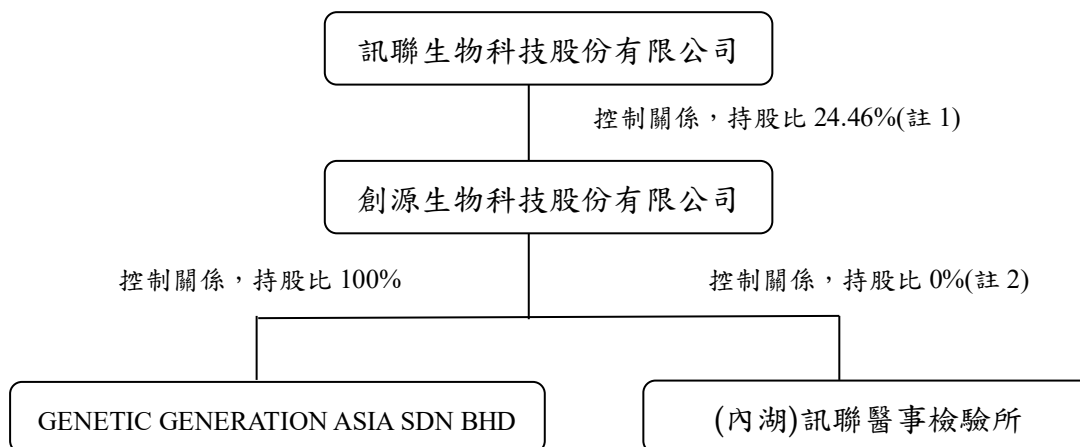 訊聯生物科技股份有限公司
控制關係，持股比 24.46%(註 1)
創源生物科技股份有限公司
控制關係，持股比 100%
控制關係，持股比 0%(註 2)
GENETIC GENERATION ASIA SDN BHD
(內湖)訊聯醫事檢驗所